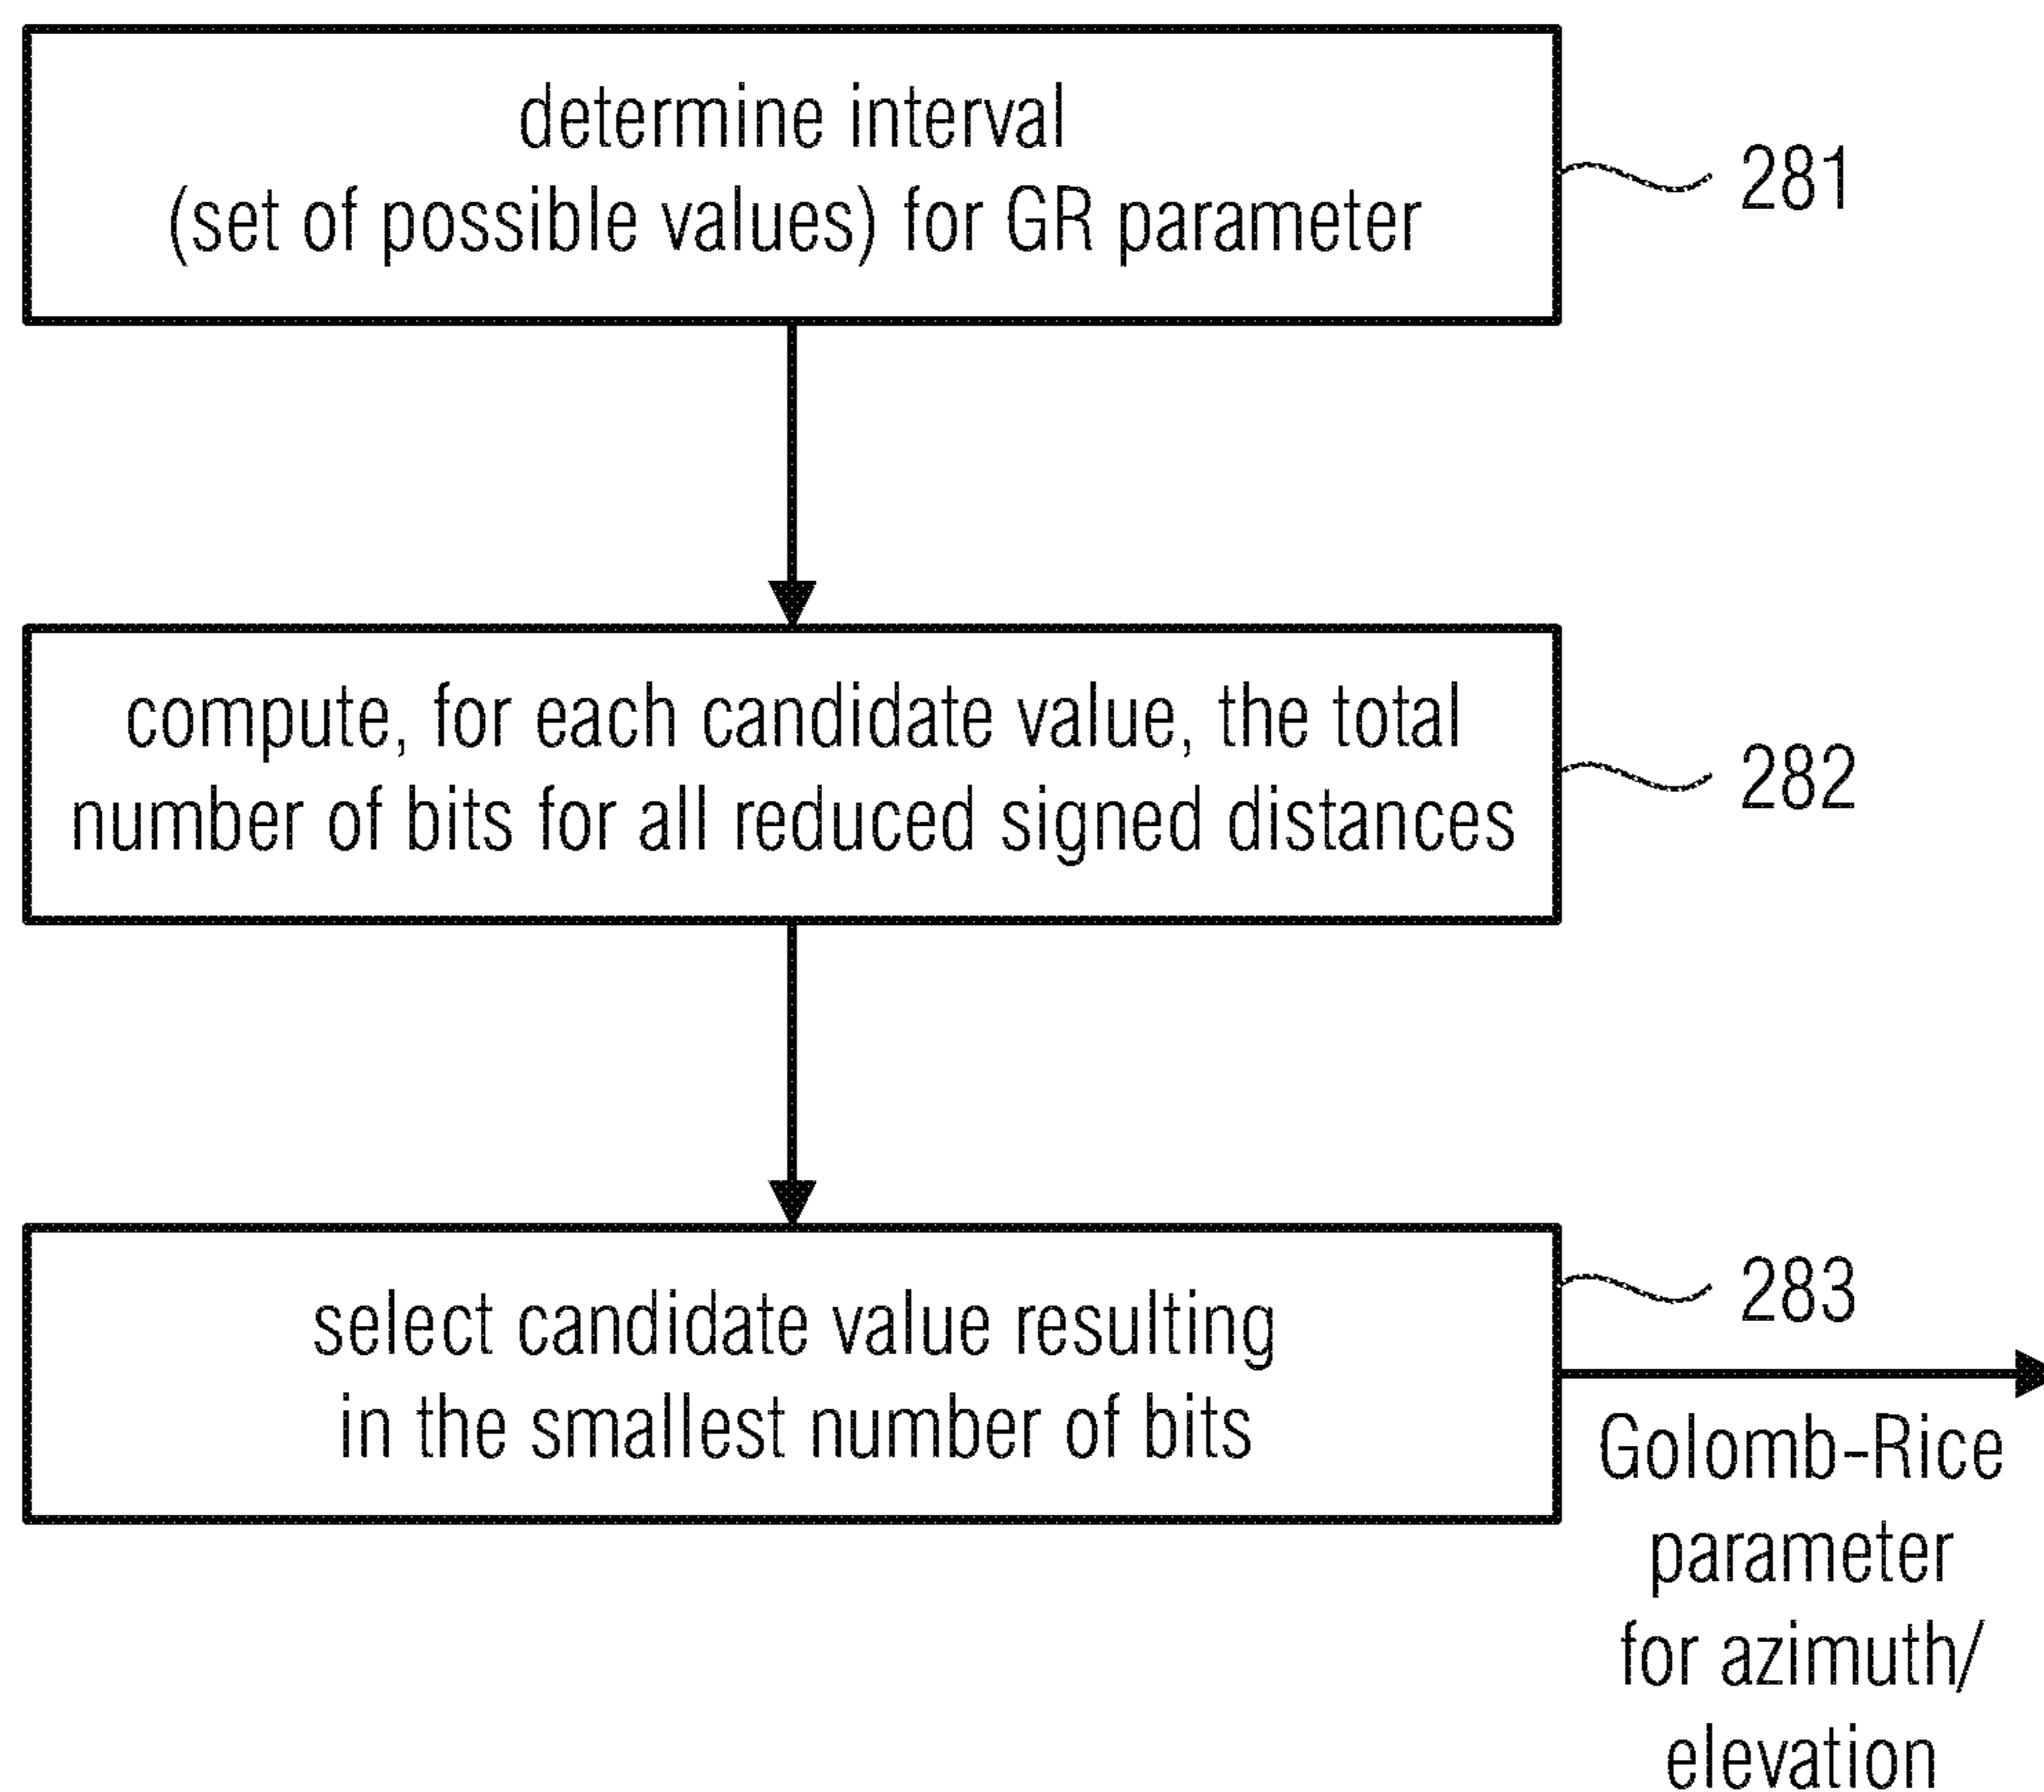 determine interval
(set of possible values) for GR parameter
281
compute, for each candidate value, the total
number of bits for all reduced signed distances
282
select candidate value resulting
in the smallest number of bits
283
Golomb-Rice
parameter
for azimuth/
elevation